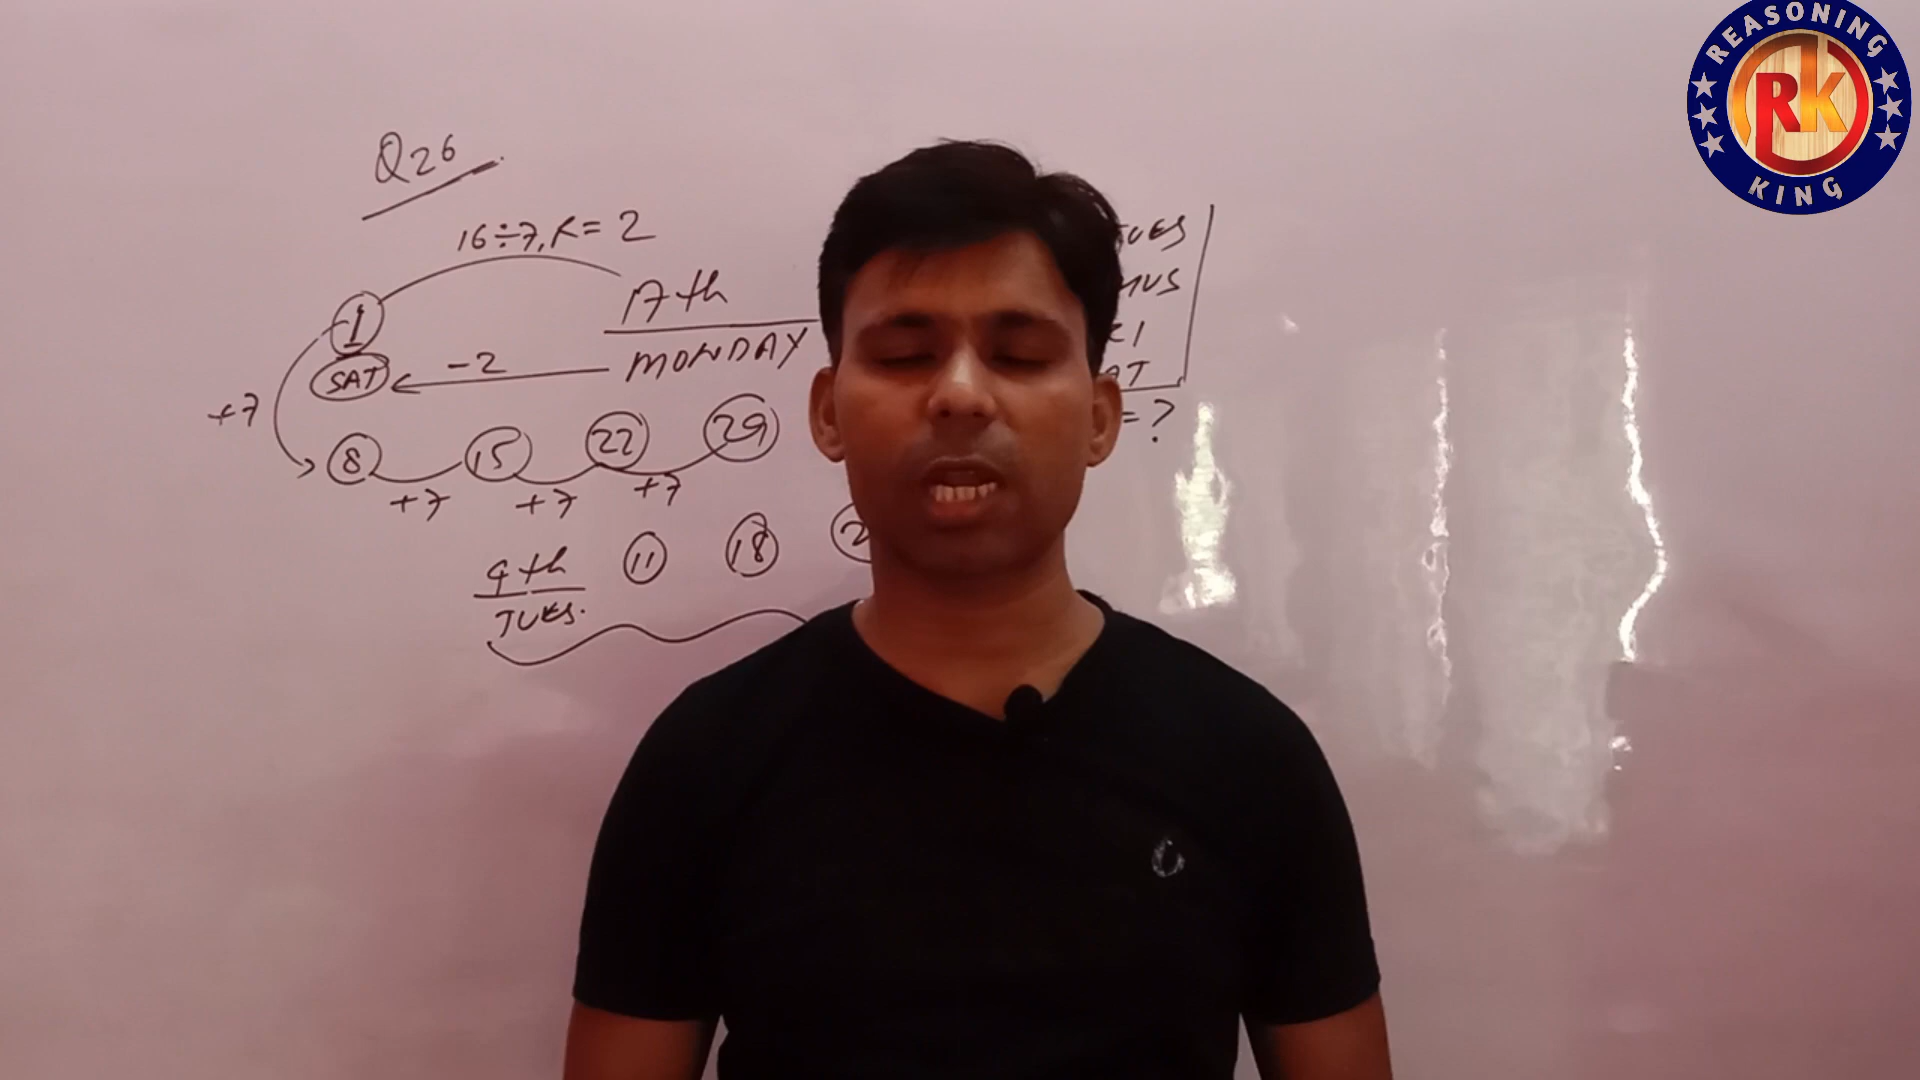 Q26
16÷7, R=2
1
17th
MONDAY
SAT
-2
+7
8 15 22 29
+7 +7 +7
= ?
11 18
TUES.
REASONING
RK
KING